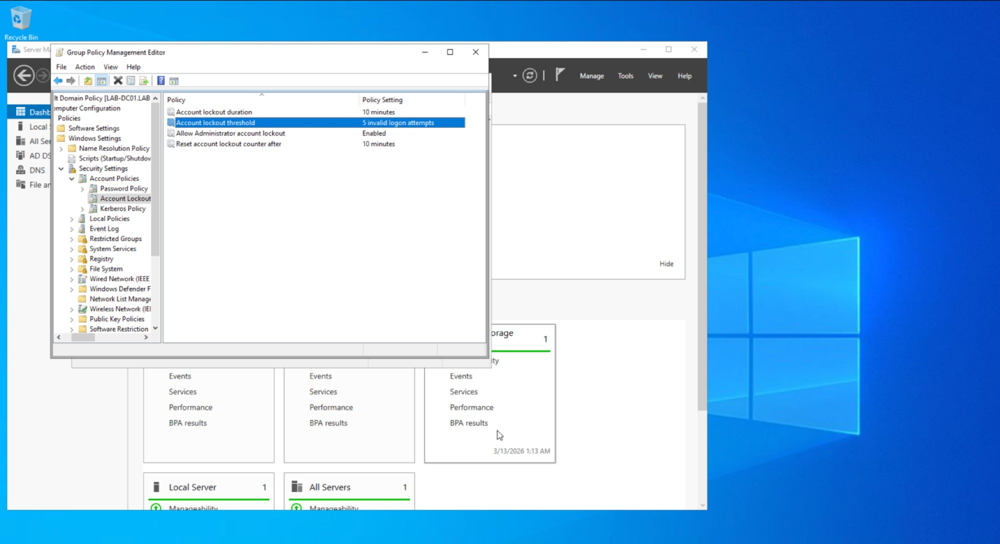 Recycle Bin
Server Ma
Group Policy Management Editor
File Action View Help
Manage Tools View Help
Dashb
Local
All Ser
AD DS
DNS
File an
lt Domain Policy [LAB-DC01.LAB
omputer Configuration
Policies
Software Settings
Windows Settings
Name Resolution Policy
Scripts (Startup/Shutdov
Security Settings
Account Policies
Password Policy
Account Lockout
Kerberos Policy
Local Policies
Event Log
Restricted Groups
System Services
Registry
File System
Wired Network (IEEE
Windows Defender F
Network List Manage
Wireless Network (IEI
Public Key Policies
Software Restriction
Policy Policy Setting
Account lockout duration 10 minutes
Account lockout threshold 5 invalid logon attempts
Allow Administrator account lockout Enabled
Reset account lockout counter after 10 minutes
Hide
orage 1
ity
Events
Services
Performance
BPA results
Events
Services
Performance
BPA results
Events
Services
Performance
BPA results
3/13/2026 1:13 AM
Local Server 1
Manageability
All Servers 1
Manageability